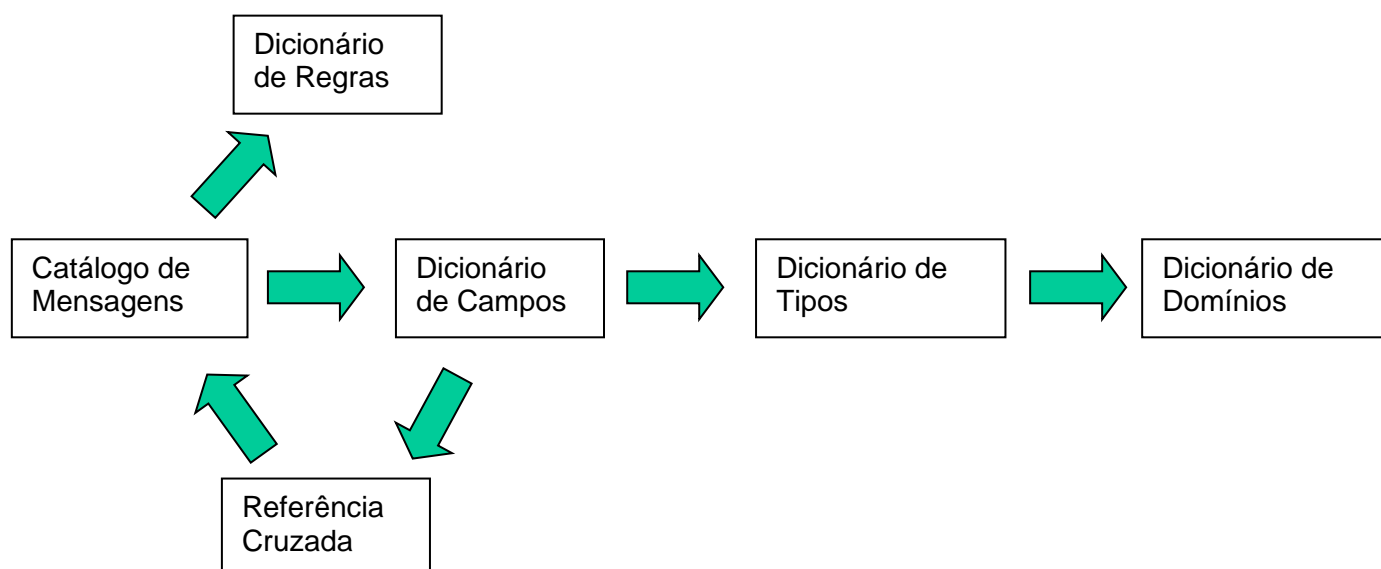 Dicionário
de Regras
Catálogo de
Mensagens
Dicionário
de Campos
Dicionário de
Tipos
Dicionário de
Domínios
Referência
Cruzada